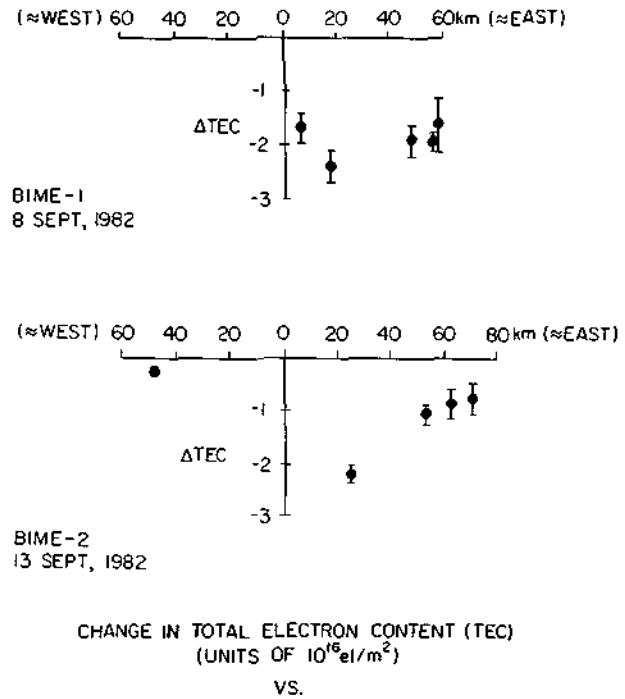 (≈WEST) 60 40 20 0 20 40 60km (≈EAST)
-1
ΔTEC
-2
-3
BIME-1
8 SEPT, 1982
(≈WEST) 60 40 20 0 20 40 60 80 km (≈EAST)
-1
ΔTEC
-2
-3
BIME-2
13 SEPT, 1982
CHANGE IN TOTAL ELECTRON CONTENT (TEC)
(UNITS OF 10¹⁶el/m²)
VS.